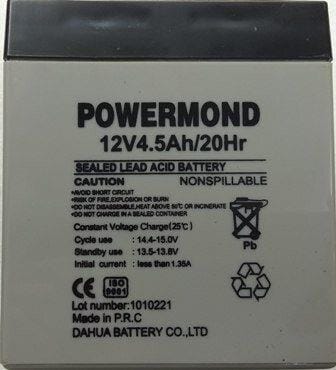 POWERMOND
12V4.5Ah/20Hr
SEALED LEAD ACID BATTERY
CAUTION NONSPILLABLE
•AVOID SHORT CIRCUIT
•RISK OF FIRE,EXPLOSION OR BURN
•DO NOT DISASSEMBLE,HEAT ABOVE 50°C OR INCINERATE
•DO NOT CHARGE IN A SEALED CONTAINER
Constant Voltage Charge(25°C)
Cycle use : 14.4-15.0V
Standby use : 13.5-13.8V
Initial current : less than 1.35A
Pb
CE ISO 9001
Lot no.: 1010221
Made in P.R.C
DAHUA BATTERY CO.,LTD